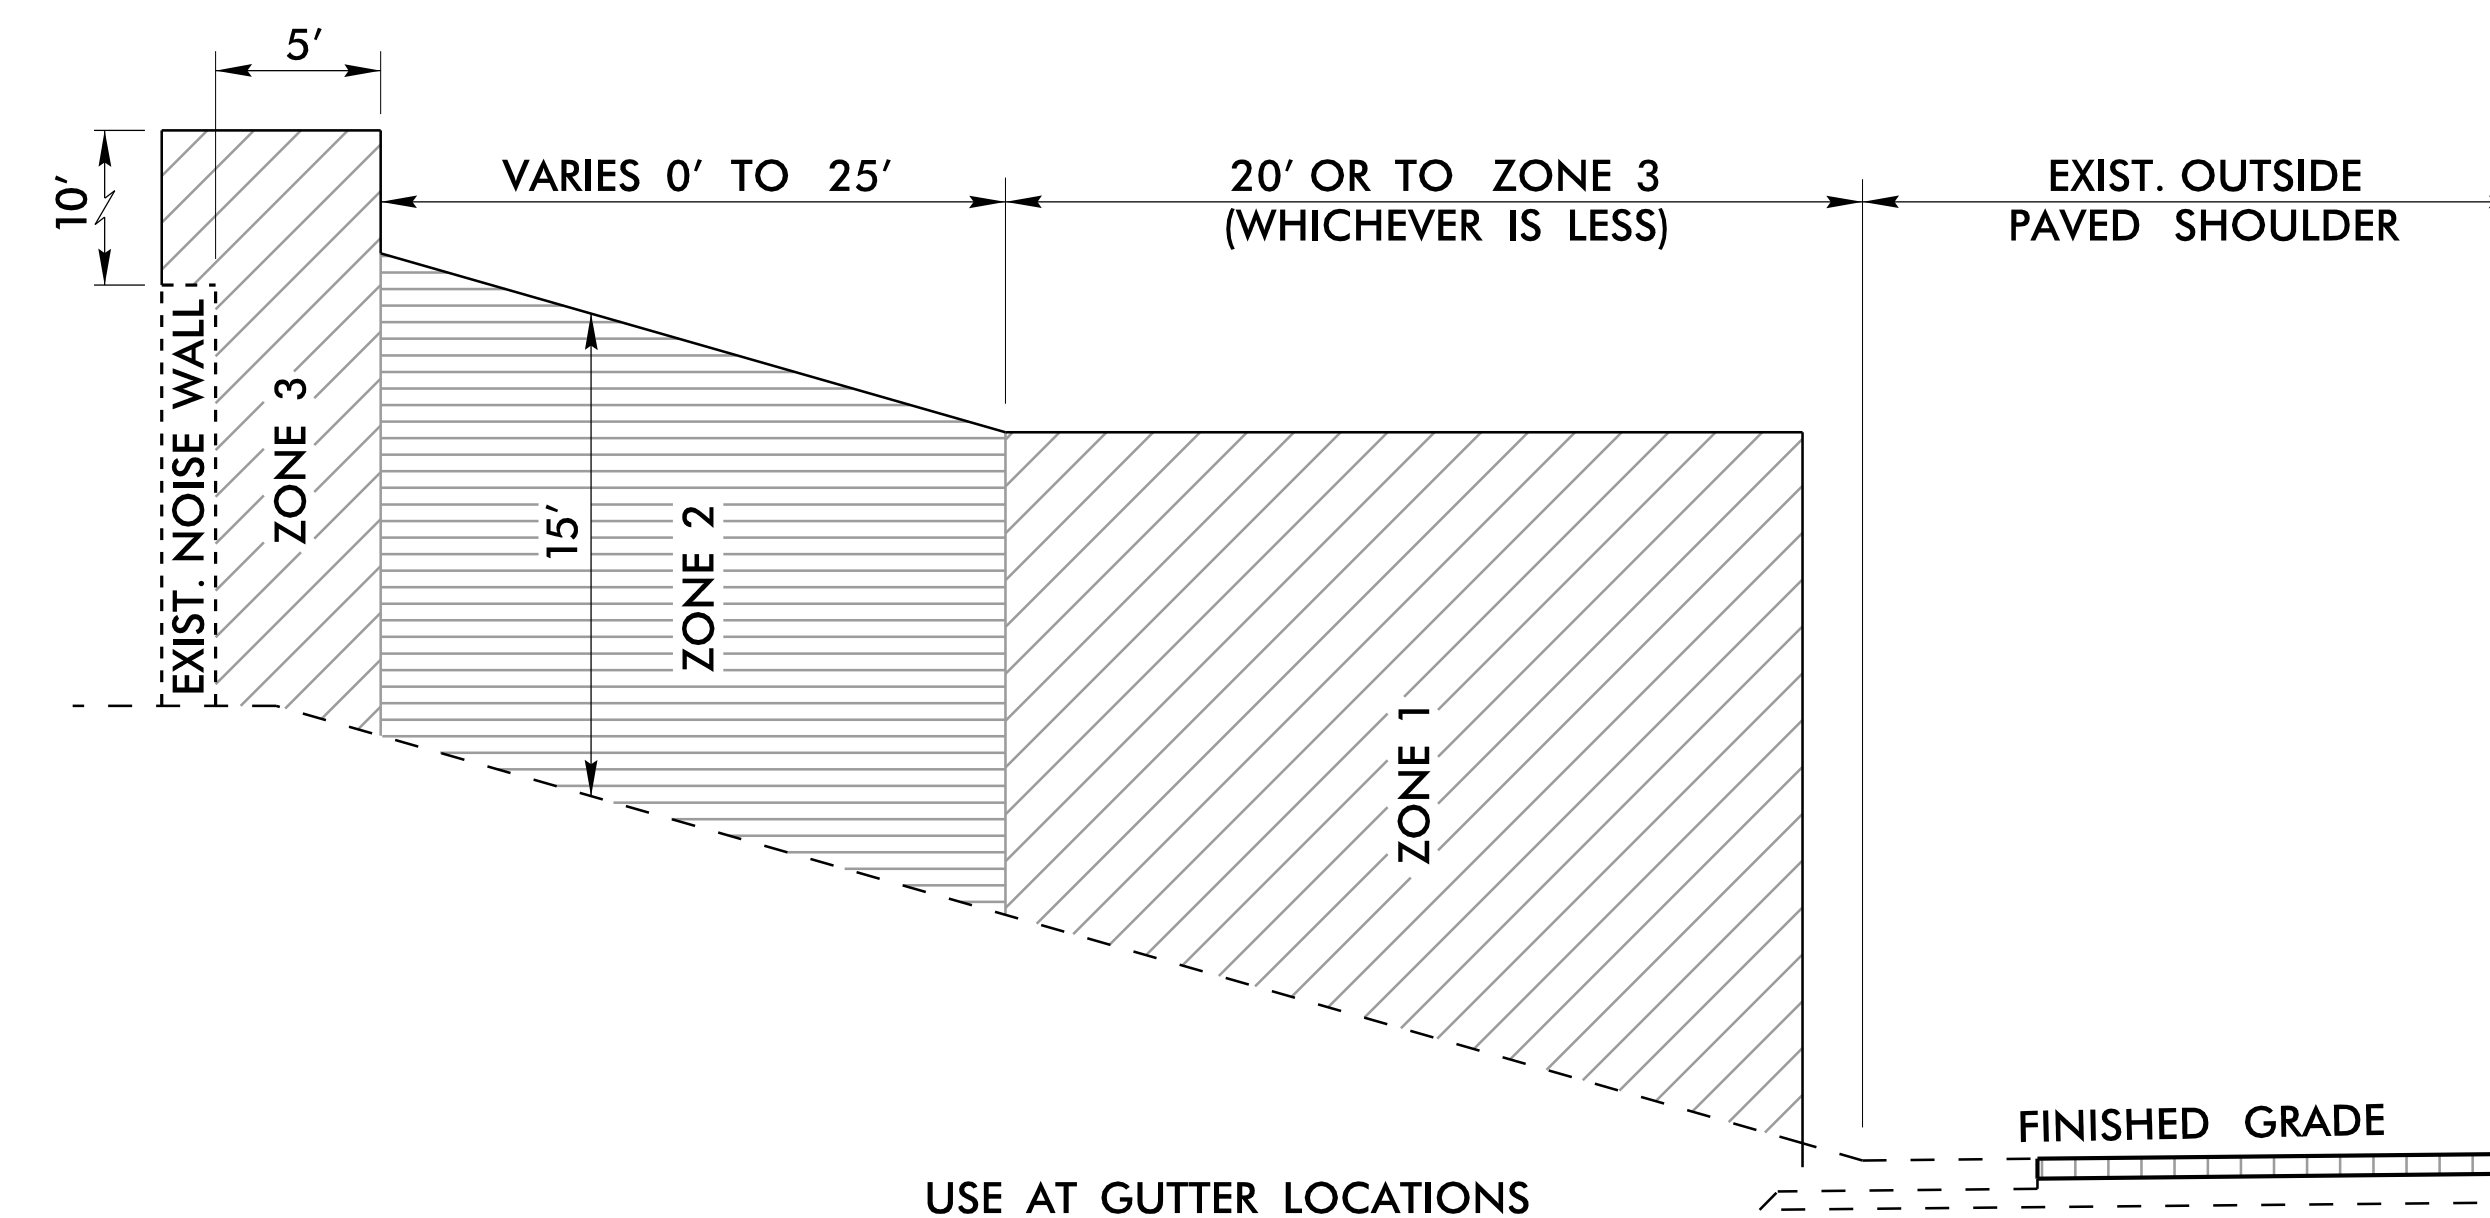 5'
10'
VARIES 0' TO 25'
20' OR TO ZONE 3
(WHICHEVER IS LESS)
EXIST. OUTSIDE
PAVED SHOULDER
EXIST. NOISE WALL
ZONE 3
15'
ZONE 2
ZONE 1
FINISHED GRADE
USE AT GUTTER LOCATIONS